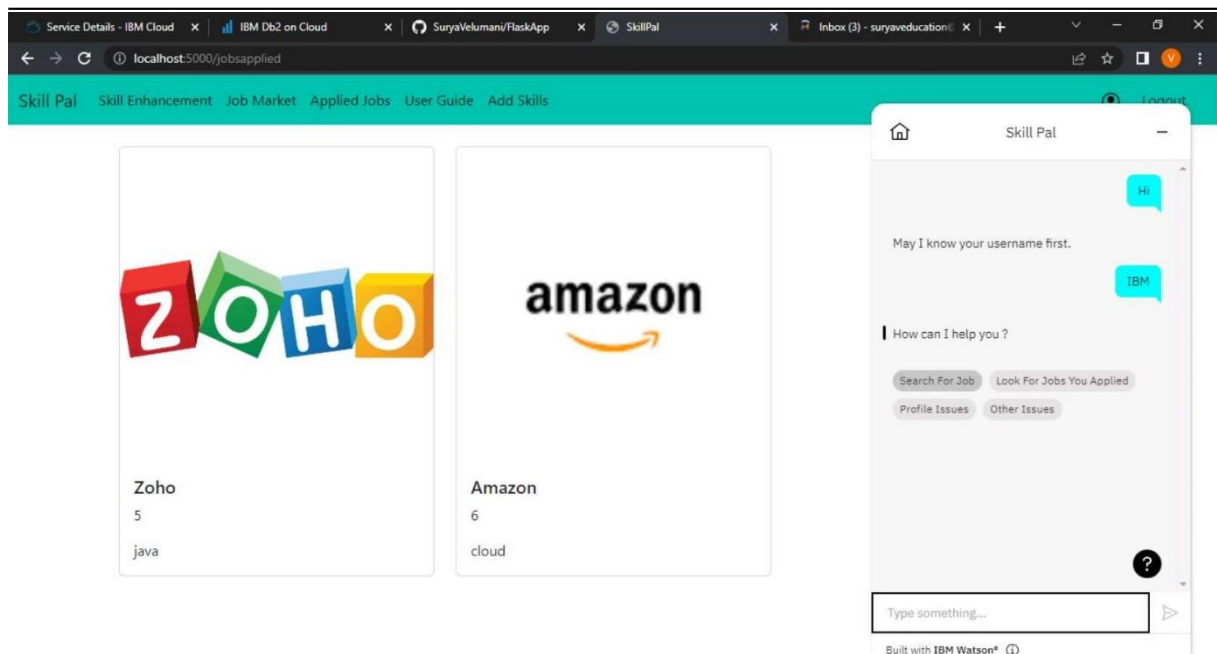 Service Details - IBM Cloud
IBM Db2 on Cloud
SuryaVelumani/FlaskApp
SkillPal
Inbox (3) - suryaveducation
localhost:5000/jobsapplied
V
Skill Pal Skill Enhancement Job Market Applied Jobs User Guide Add Skills Logout
ZOHO
Zoho
5
java
amazon
Amazon
6
cloud
Skill Pal
Hi
May I know your username first.
IBM
How can I help you ?
Search For Job Look For Jobs You Applied
Profile Issues Other Issues
?
Type something...
Built with IBM Watson®